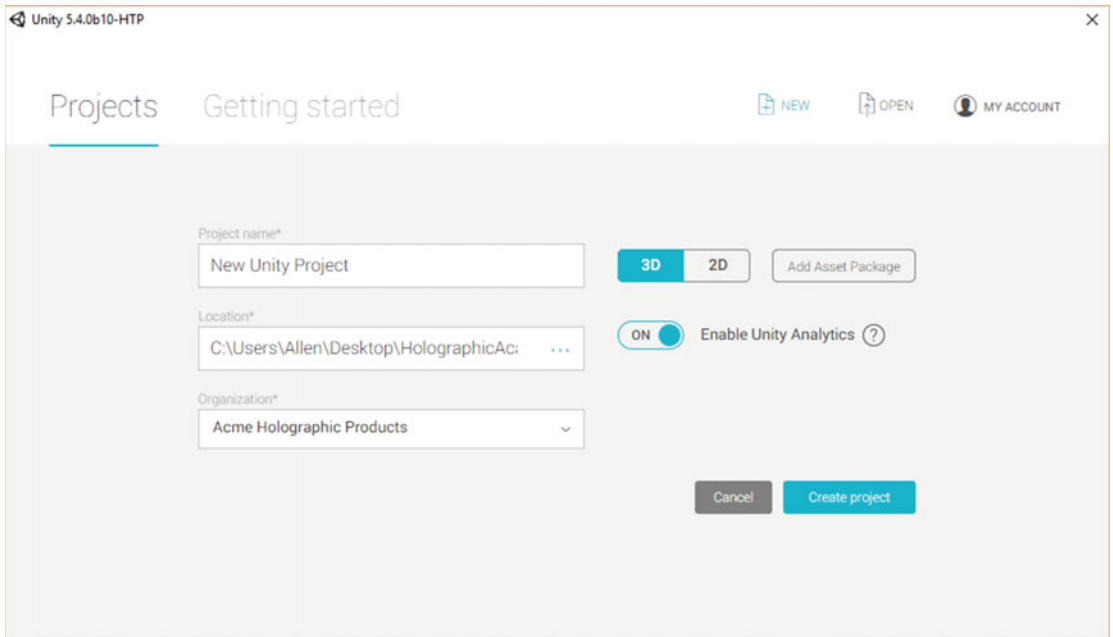 Unity 5.4.0b10-HTP
Projects Getting started NEW OPEN MY ACCOUNT
Project name*
New Unity Project 3D 2D Add Asset Package
Location*
C:\Users\Allen\Desktop\HolographicAca ... ON Enable Unity Analytics ?
Organization*
Acme Holographic Products
Cancel Create project